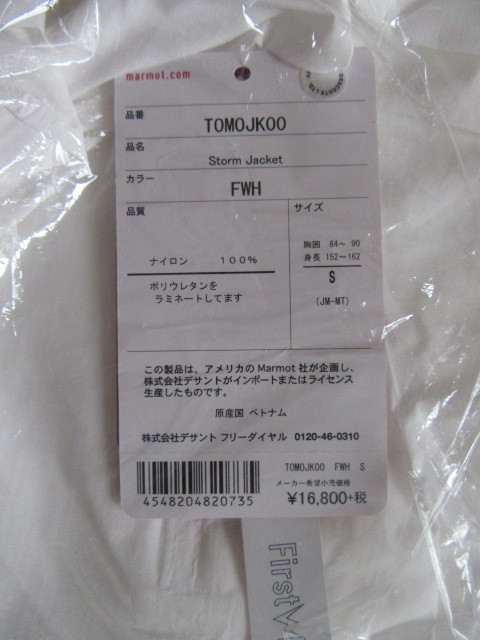 marmot.com
DESCENTE LTD.
品番
TOMOJK00
品名
Storm Jacket
カラー
FWH
品質
サイズ
ナイロン 100%
ポリウレタンを
ラミネートしてます
胸囲 84~ 90
身長 152~162
S
(JM-MT)
この製品は、アメリカのMarmot社が企画し、
株式会社デサントがインポートまたはライセンス
生産したものです。
原産国 ベトナム
株式会社デサント フリーダイヤル 0120-46-0310
TOMOJK00 FWH S
メーカー希望小売価格
¥16,800+税
4548204820735
First